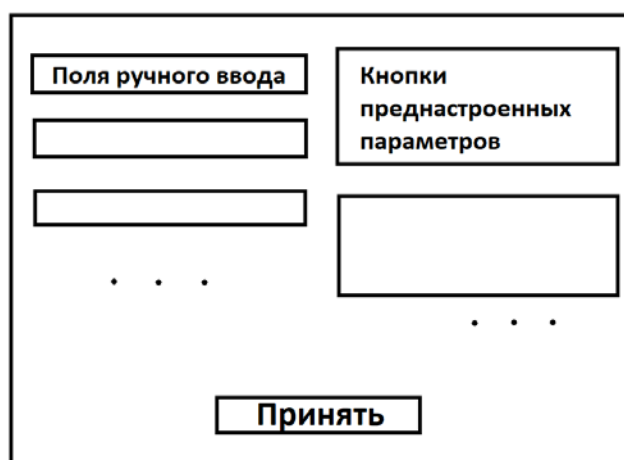 Поля ручного ввода
Кнопки
преднастроенных
параметров
Принять